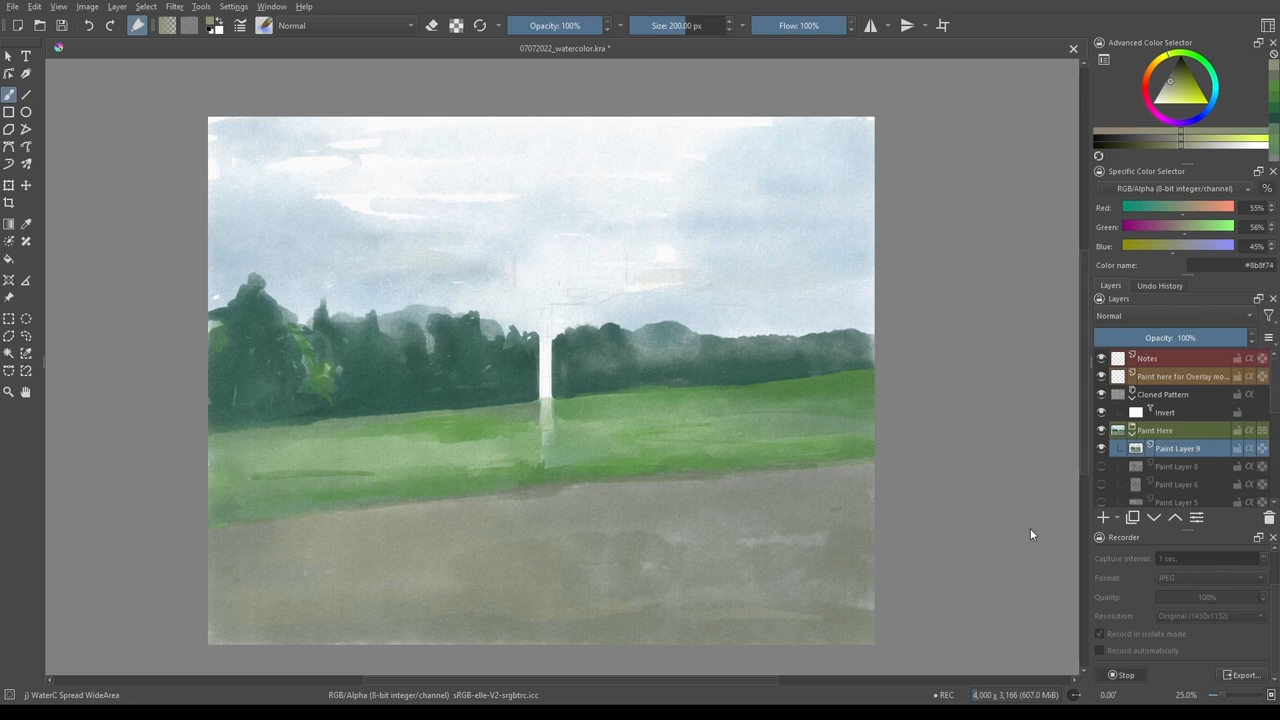 File Edit View Image Layer Select Filter Tools Settings Window Help
Normal Opacity: 100% Size: 200.00 px Flow: 100%
07072022_watercolor.kra *
Advanced Color Selector
Specific Color Selector
RGB/Alpha (8-bit integer/channel) %
Red: 55%
Green: 56%
Blue: 45%
Color name: #8b8f74
Layers Undo History
Layers
Normal
Opacity: 100%
Notes
Paint here for Overlay mo...
Cloned Pattern
Invert
Paint Here
Paint Layer 9
Paint Layer 8
Paint Layer 6
Paint Layer 5
Recorder
Capture interval: 1 sec.
Format: JPEG
Quality: 100%
Resolution: Original (1430x1132)
Record in isolate mode
Record automatically
Stop Export...
j) WaterC Spread WideArea RGB/Alpha (8-bit integer/channel) sRGB-elle-V2-srgbtrc.icc REC 4,000 x 3,166 (607.0 MiB) 0.00° 25.0%